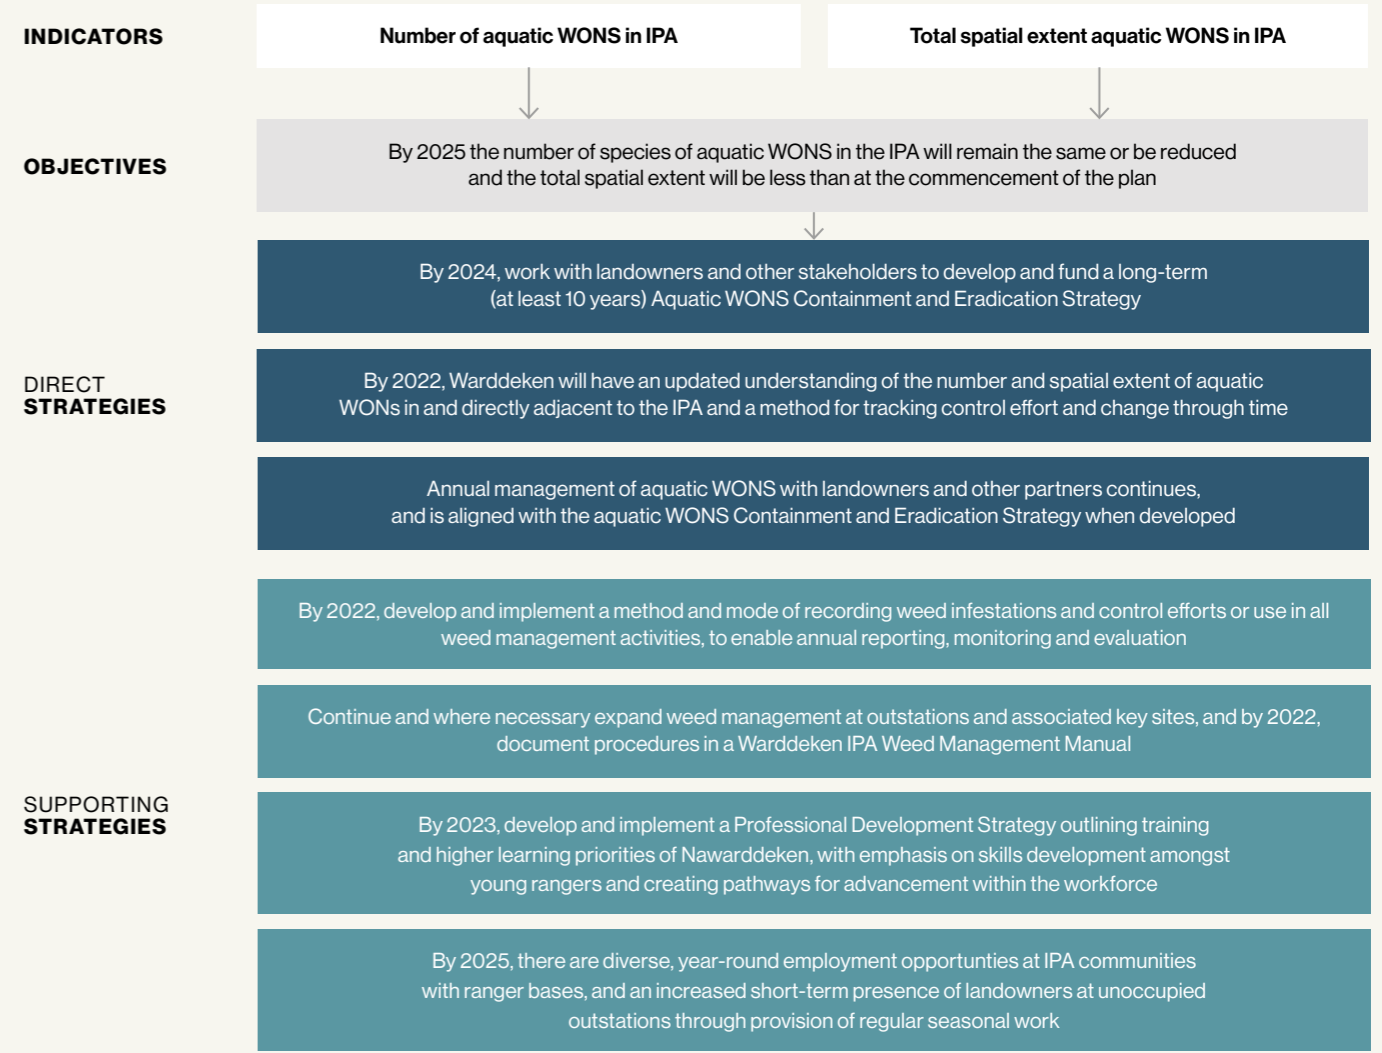 INDICATORS
Number of aquatic WONS in IPA
Total spatial extent aquatic WONS in IPA
OBJECTIVES
By 2025 the number of species of aquatic WONS in the IPA will remain the same or be reduced
and the total spatial extent will be less than at the commencement of the plan
DIRECT
STRATEGIES
By 2024, work with landowners and other stakeholders to develop and fund a long-term
(at least 10 years) Aquatic WONS Containment and Eradication Strategy
By 2022, Warddeken will have an updated understanding of the number and spatial extent of aquatic
WONs in and directly adjacent to the IPA and a method for tracking control effort and change through time
Annual management of aquatic WONS with landowners and other partners continues,
and is aligned with the aquatic WONS Containment and Eradication Strategy when developed
SUPPORTING
STRATEGIES
By 2022, develop and implement a method and mode of recording weed infestations and control efforts or use in all
weed management activities, to enable annual reporting, monitoring and evaluation
Continue and where necessary expand weed management at outstations and associated key sites, and by 2022,
document procedures in a Warddeken IPA Weed Management Manual
By 2023, develop and implement a Professional Development Strategy outlining training
and higher learning priorities of Nawarddeken, with emphasis on skills development amongst
young rangers and creating pathways for advancement within the workforce
By 2025, there are diverse, year-round employment opportunties at IPA communities
with ranger bases, and an increased short-term presence of landowners at unoccupied
outstations through provision of regular seasonal work